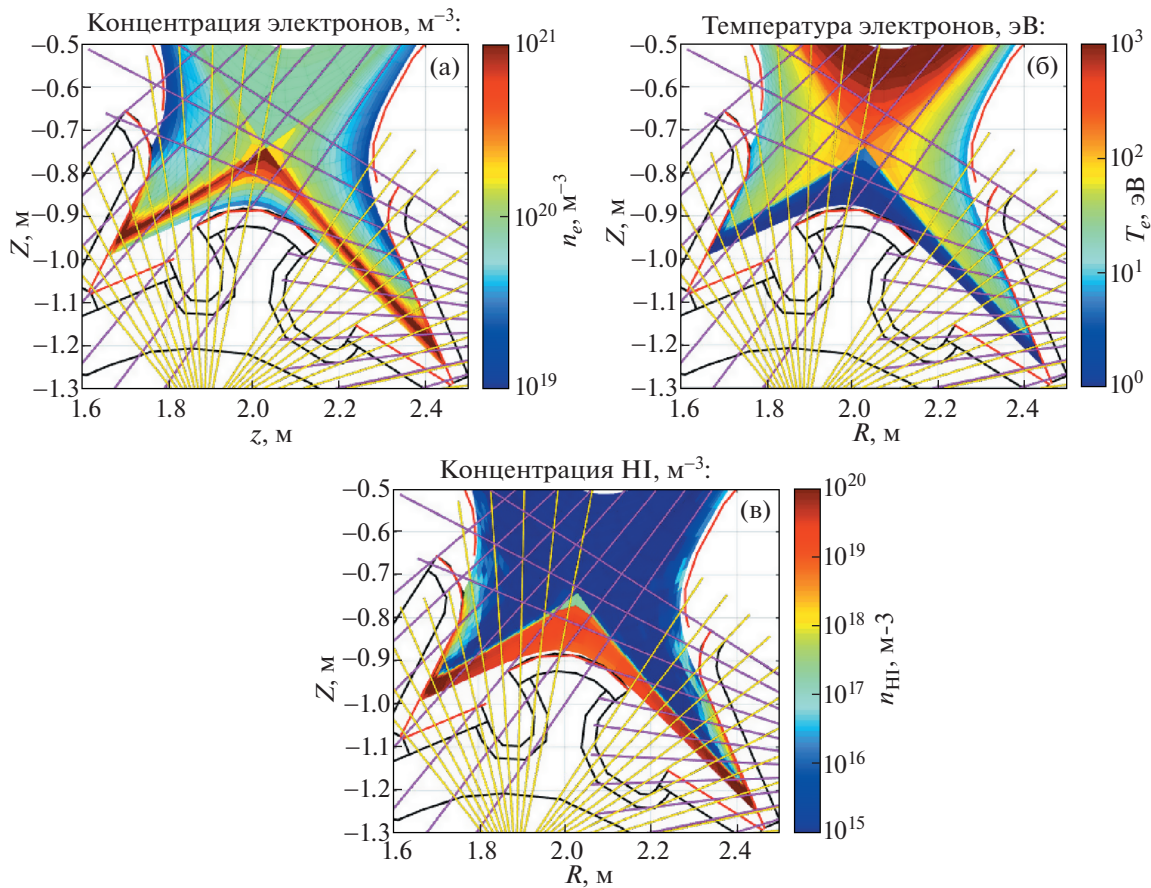 Концентрация электронов, м⁻³:
(а)
−0.5
−0.6
−0.7
−0.8
−0.9
−1.0
−1.1
−1.2
−1.3
Z, м
1.6 1.8 2.0 2.2 2.4
z, м
10²¹
10²⁰
10¹⁹
nₑ, м⁻³
Температура электронов, эВ:
(б)
−0.5
−0.6
−0.7
−0.8
−0.9
−1.0
−1.1
−1.2
−1.3
Z, м
1.6 1.8 2.0 2.2 2.4
R, м
10³
10²
10¹
10⁰
Tₑ, эВ
Концентрация HI, м⁻³:
(в)
−0.5
−0.6
−0.7
−0.8
−0.9
−1.0
−1.1
−1.2
−1.3
Z, м
1.6 1.8 2.0 2.2 2.4
R, м
10²⁰
10¹⁹
10¹⁸
10¹⁷
10¹⁶
10¹⁵
n_HI, м-3